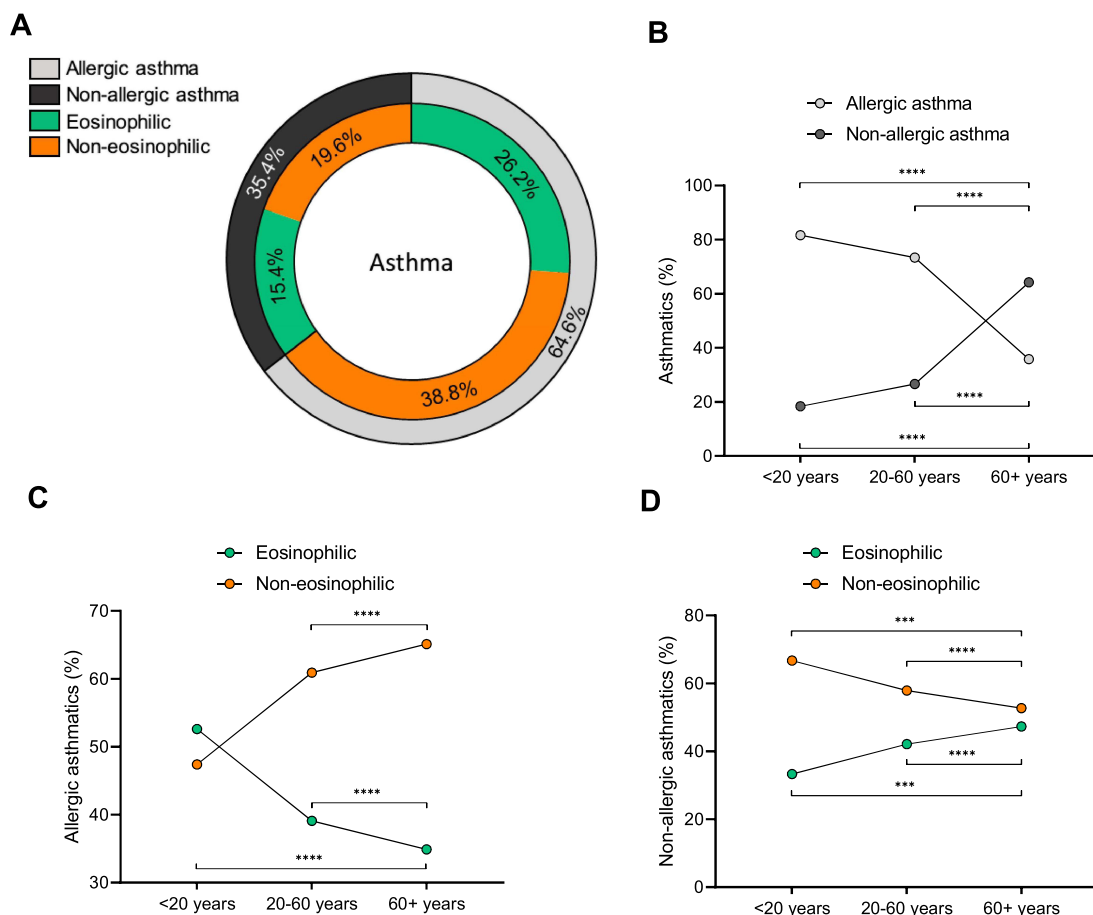 A
Allergic asthma
Non-allergic asthma
Eosinophilic
Non-eosinophilic
35.4%
19.6%
26.2%
15.4%
Asthma
64.6%
38.8%
B
Allergic asthma
Non-allergic asthma
****
****
Asthmatics (%)
100
80
60
40
20
0
****
****
<20 years
20-60 years
60+ years
C
Eosinophilic
Non-eosinophilic
****
Allergic asthmatics (%)
70
60
50
40
30
****
****
<20 years
20-60 years
60+ years
D
Eosinophilic
Non-eosinophilic
***
****
Non-allergic asthmatics (%)
80
60
40
20
0
****
***
<20 years
20-60 years
60+ years